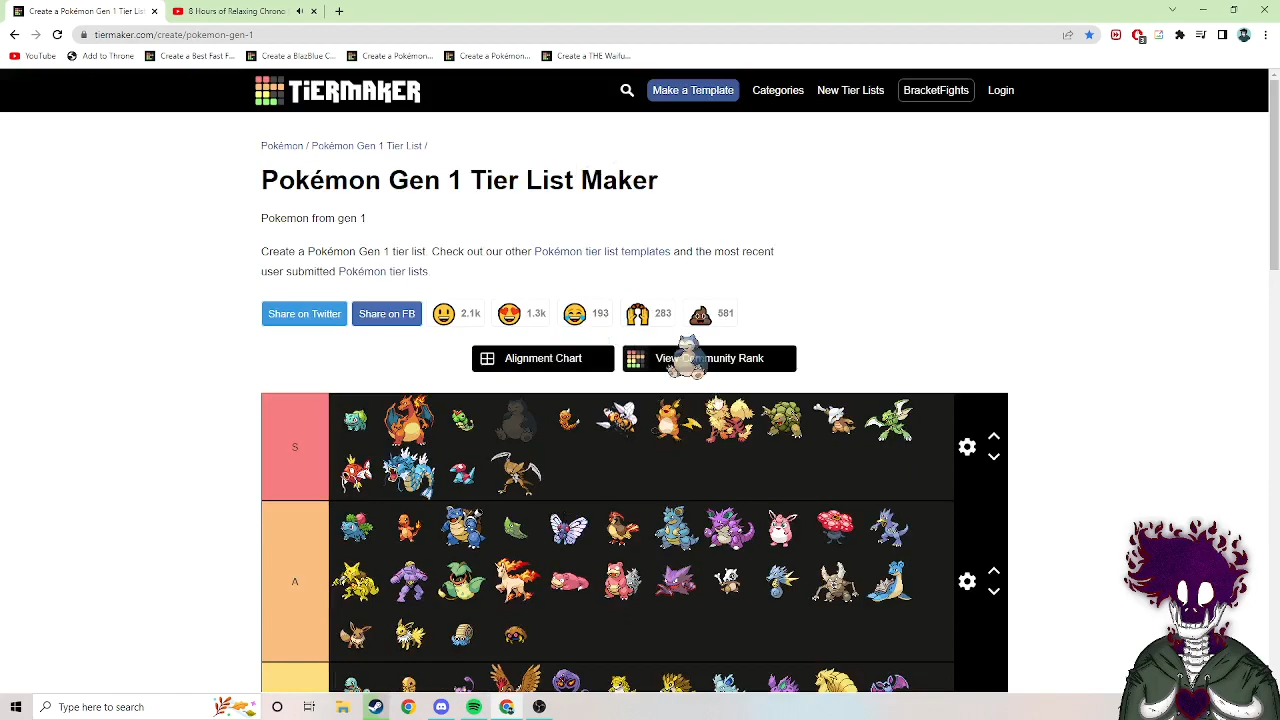 Create a Pokémon Gen 1 Tier List
8 Hours of Relaxing Chrono
tiermaker.com/create/pokemon-gen-1
3
YouTube
Add to Throne
Create a Best Fast F...
Create a BlazBlue C...
Create a Pokémon...
Create a Pokémon...
Create a THE Waifu...
TiERMAKER
Make a Template
Categories
New Tier Lists
BracketFights
Login
Pokémon / Pokémon Gen 1 Tier List /
Pokémon Gen 1 Tier List Maker
Pokemon from gen 1
Create a Pokémon Gen 1 tier list. Check out our other Pokémon tier list templates and the most recent
user submitted Pokémon tier lists.
Share on Twitter
Share on FB
2.1k
1.3k
193
283
581
Alignment Chart
View Community Rank
S
A
Type here to search